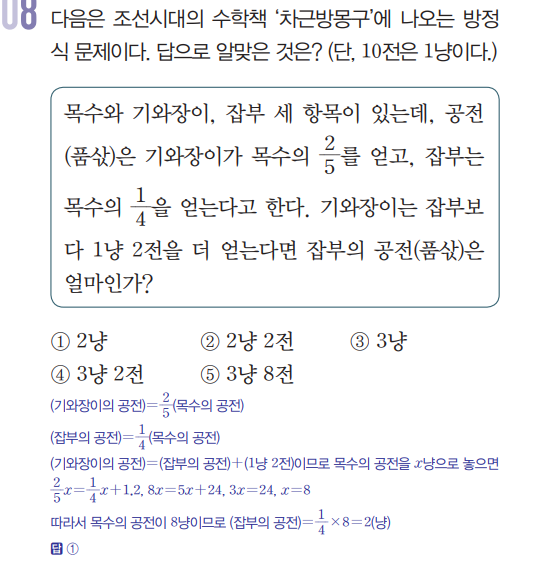 08 다음은 조선시대의 수학책 ‘차근방몽구’에 나오는 방정
식 문제이다. 답으로 알맞은 것은? (단, 10전은 1냥이다.)
목수와 기와장이, 잡부 세 항목이 있는데, 공전
(품삯)은 기와장이가 목수의 2/5를 얻고, 잡부는
목수의 1/4을 얻는다고 한다. 기와장이는 잡부보
다 1냥 2전을 더 얻는다면 잡부의 공전(품삯)은
얼마인가?
① 2냥 ② 2냥 2전 ③ 3냥
④ 3냥 2전 ⑤ 3냥 8전
(기와장이의 공전)=2/5(목수의 공전)
(잡부의 공전)=1/4(목수의 공전)
(기와장이의 공전)=(잡부의 공전)+(1냥 2전)이므로 목수의 공전을 x냥으로 놓으면
2/5x=1/4x+1.2, 8x=5x+24, 3x=24, x=8
따라서 목수의 공전이 8냥이므로 (잡부의 공전)=1/4×8=2(냥)
답 ①